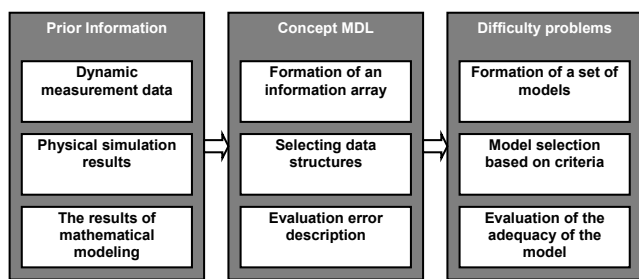 Prior Information
Dynamic
measurement data
Physical simulation
results
The results of
mathematical
modeling
Concept MDL
Formation of an
information array
Selecting data
structures
Evaluation error
description
Difficulty problems
Formation of a set of
models
Model selection
based on criteria
Evaluation of the
adequacy of the
model